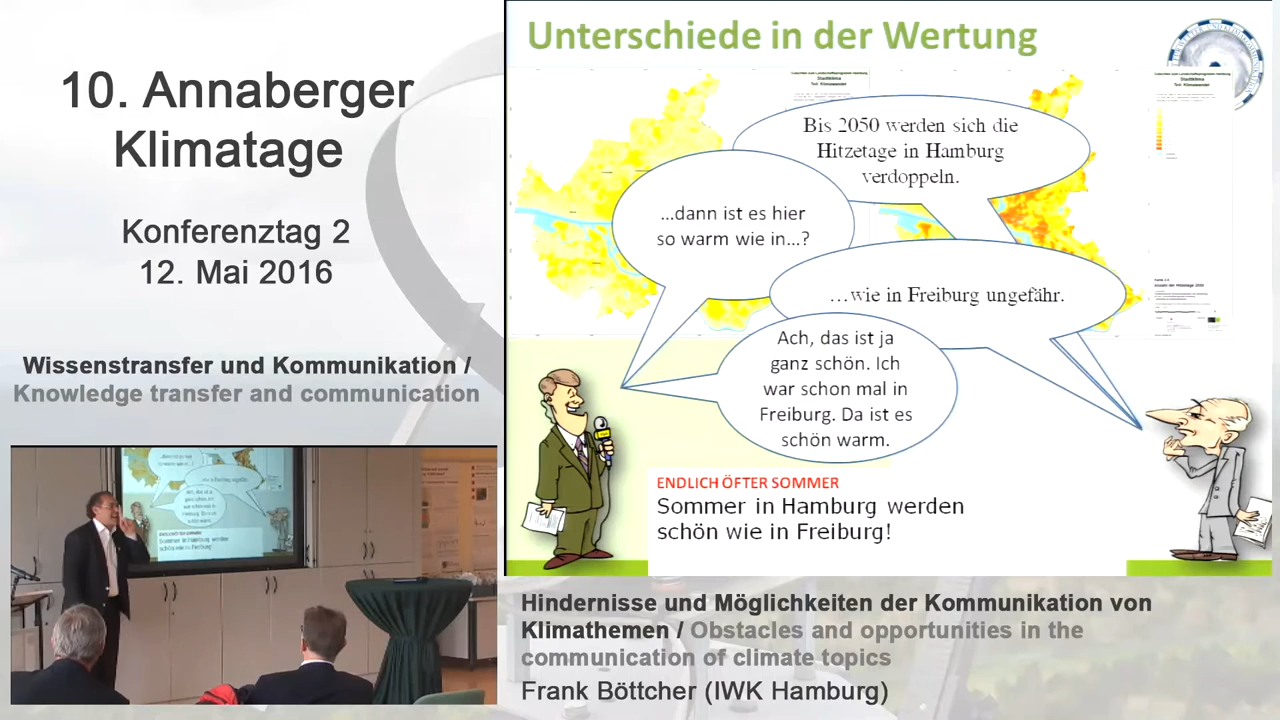 10. Annaberger
Klimatage
Konferenztag 2
12. Mai 2016
Wissenstransfer und Kommunikation /
Knowledge transfer and communication
Unterschiede in der Wertung
Stadtklima
Bis 2050 werden sich die
Hitzetage in Hamburg
verdoppeln.
...dann ist es hier
so warm wie in...?
...wie in Freiburg ungefähr.
Ach, das ist ja
ganz schön. Ich
war schon mal in
Freiburg. Da ist es
schön warm.
ENDLICH ÖFTER SOMMER
Sommer in Hamburg werden
schön wie in Freiburg!
Hindernisse und Möglichkeiten der Kommunikation von
Klimathemen / Obstacles and opportunities in the
communication of climate topics
Frank Böttcher (IWK Hamburg)